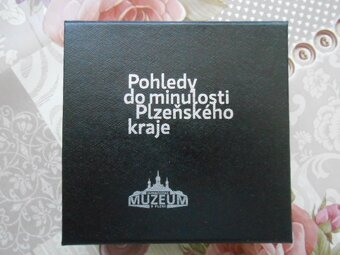 Pohledy
do minulosti
Plzeňského
kraje
MUZEUM